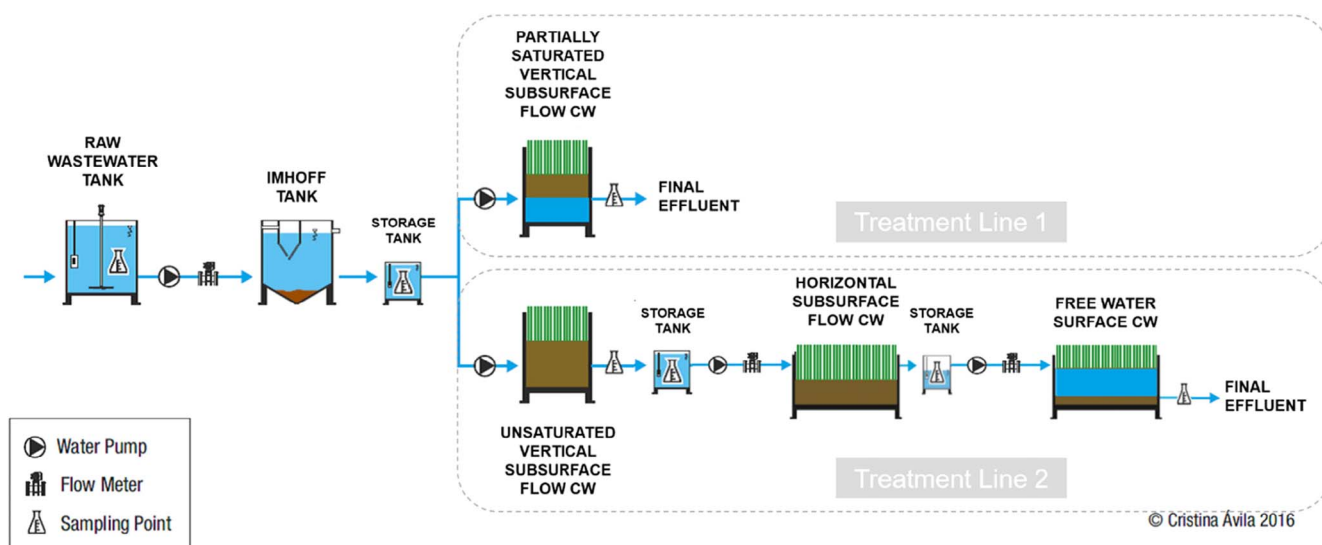 PARTIALLY
SATURATED
VERTICAL
SUBSURFACE
FLOW CW
RAW
WASTEWATER
TANK
IMHOFF
TANK
STORAGE
TANK
FINAL
EFFLUENT
Treatment Line 1
HORIZONTAL
SUBSURFACE
FLOW CW
STORAGE
TANK
STORAGE
TANK
FREE WATER
SURFACE CW
FINAL
EFFLUENT
UNSATURATED
VERTICAL
SUBSURFACE
FLOW CW
Treatment Line 2
Water Pump
Flow Meter
Sampling Point
© Cristina Ávila 2016